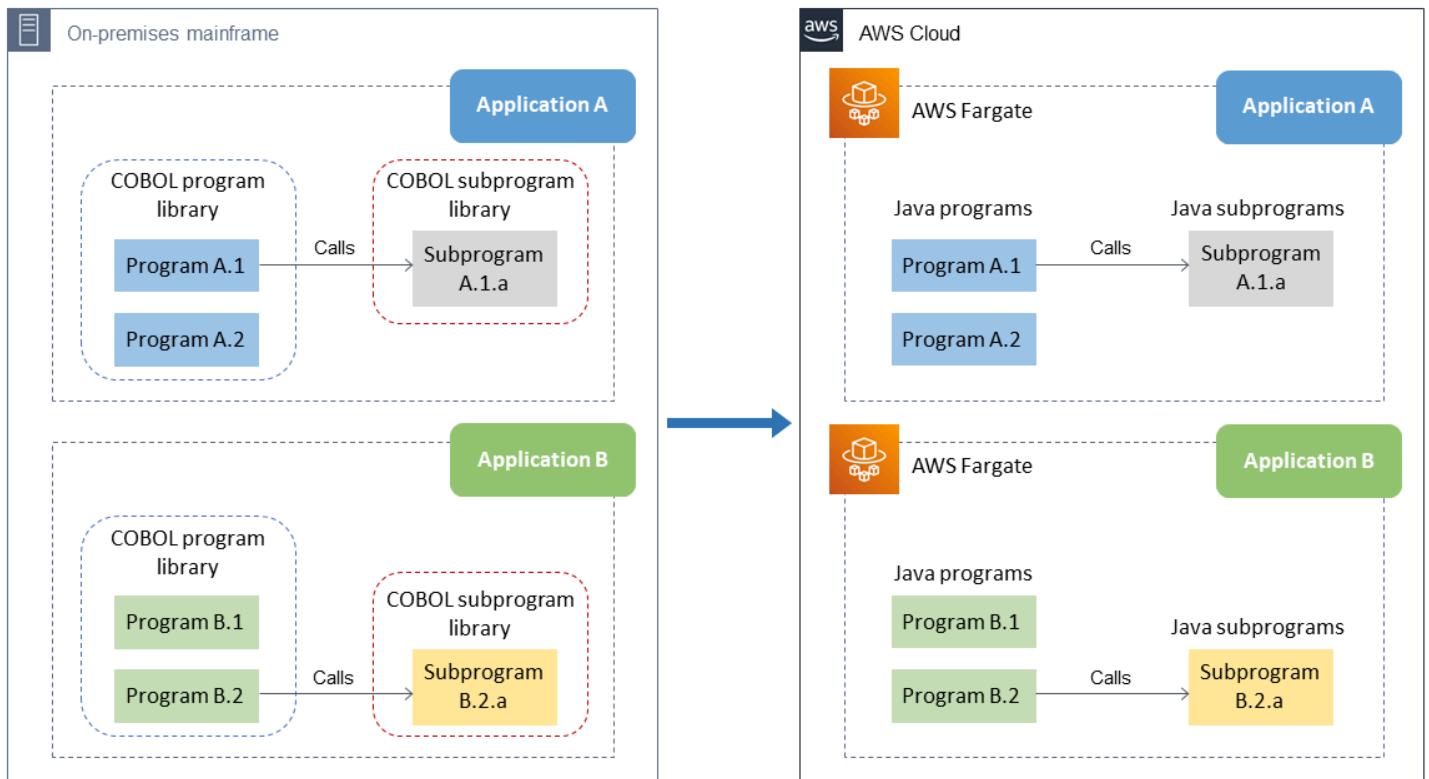 On-premises mainframe
Application A
COBOL program
library
COBOL subprogram
library
Program A.1
Calls
Subprogram
A.1.a
Program A.2
Application B
COBOL program
library
COBOL subprogram
library
Program B.1
Program B.2
Calls
Subprogram
B.2.a
aws
AWS Cloud
AWS Fargate
Application A
Java programs
Java subprograms
Program A.1
Calls
Subprogram
A.1.a
Program A.2
AWS Fargate
Application B
Java programs
Program B.1
Java subprograms
Program B.2
Calls
Subprogram
B.2.a